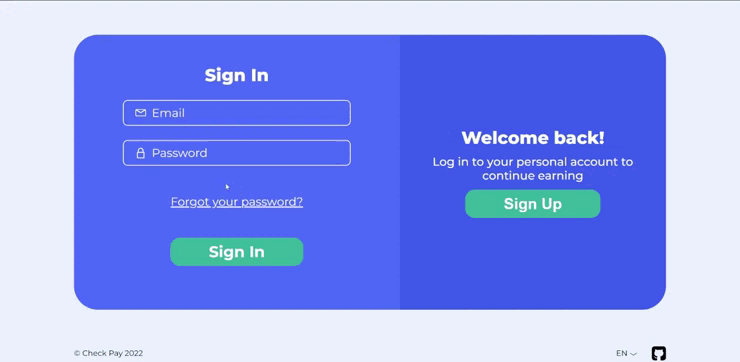 Sign In
Email
Password
Forgot your password?
Sign In
Welcome back!
Log in to your personal account to
continue earning
Sign Up
© Check Pay 2022
EN